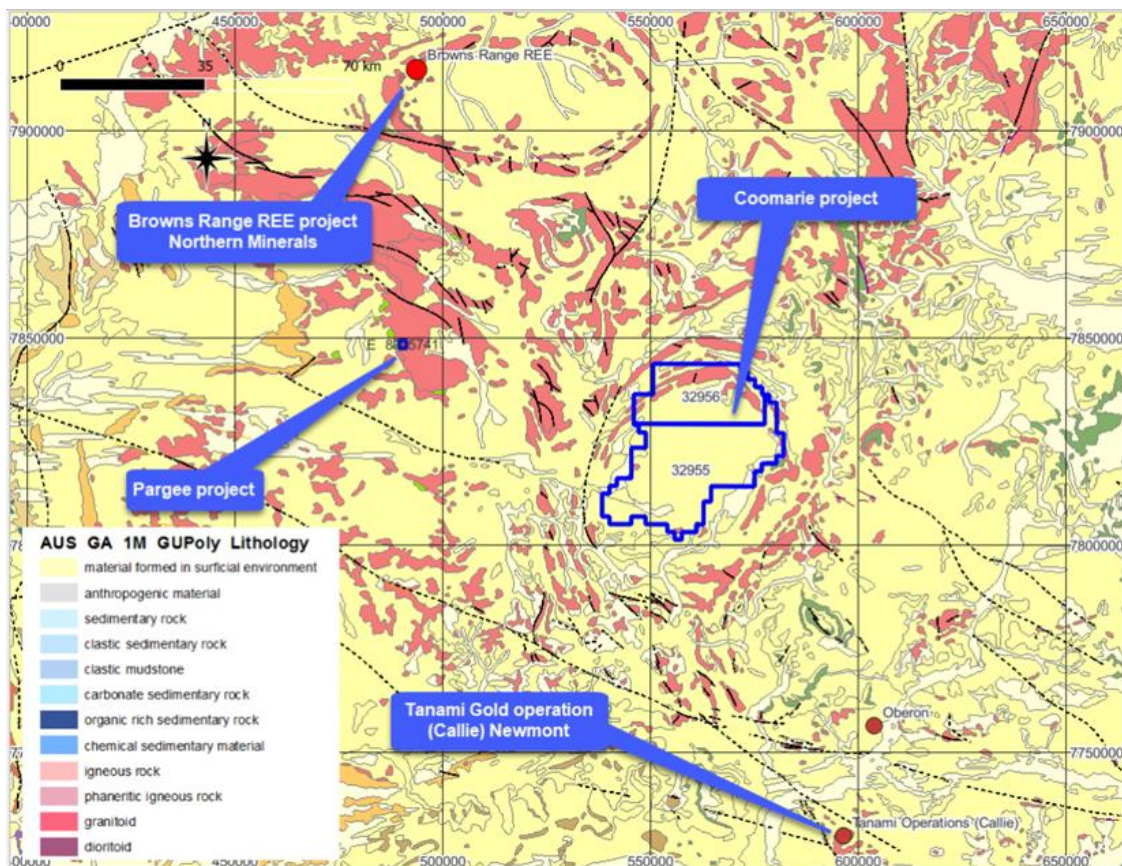 00000
450000
500000
550000
600000
650000
Browns Range REE
0
35
70 km
7900000
7900000
N
Coomarie project
Browns Range REE project
Northern Minerals
7850000
7850000
32956
32955
Pargee project
AUS GA 1M GUPoly Lithology
material formed in surficial environment
anthropogenic material
sedimentary rock
clastic sedimentary rock
clastic mudstone
carbonate sedimentary rock
organic rich sedimentary rock
chemical sedimentary material
igneous rock
phaneritic igneous rock
granitoid
dioritoid
7800000
Tanami Gold operation
(Callie) Newmont
Oberon
7750000
Tanami Operations (Callie)
450000
500000
550000
600000
650000